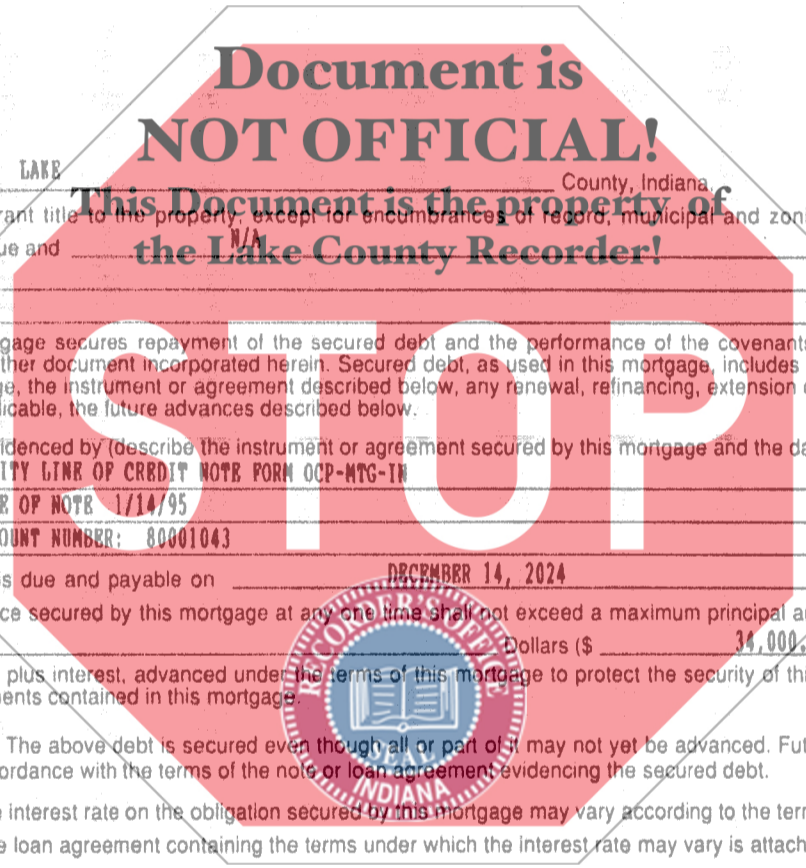 Document is
NOT OFFICIAL!
LAKE
County, Indiana,
This Document is the property of
rant title to the property, except for encumbrances of record, municipal and zoni
ue and N/A
the Lake County Recorder!
STOP
gage secures repayment of the secured debt and the performance of the covenants
ther document incorporated herein. Secured debt, as used in this mortgage, includes
ge, the instrument or agreement described below, any renewal, refinancing, extension
licable, the future advances described below.
idenced by (describe the instrument or agreement secured by this mortgage and the da
ITY LINE OF CREDIT NOTE FORM OCP-MTG-IN
E OF NOTE 1/14/95
OUNT NUMBER: 80001043
s due and payable on DECEMBER 14, 2024
ce secured by this mortgage at any one time shall not exceed a maximum principal a
Dollars ($ 34,000.
plus interest, advanced under the terms of this mortgage to protect the security of th
ents contained in this mortgage.
RECORDER'S OFFICE
SEAL
INDIANA
The above debt is secured even though all or part of it may not yet be advanced. Fut
ordance with the terms of the note or loan agreement evidencing the secured debt.
e interest rate on the obligation secured by this mortgage may vary according to the term
e loan agreement containing the terms under which the interest rate may vary is attach